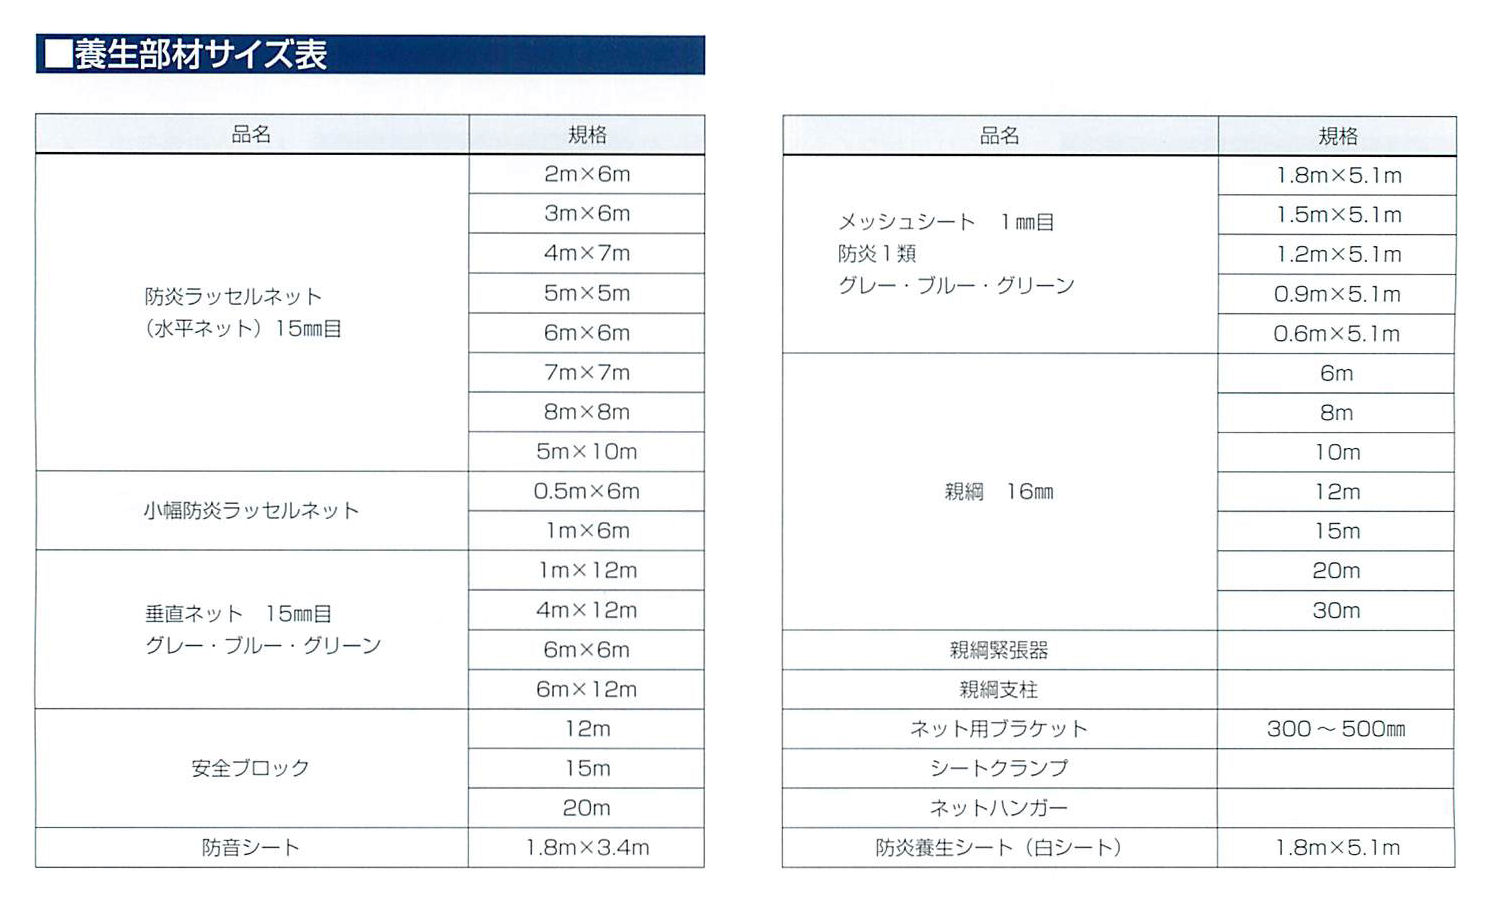 ■養生部材サイズ表
品名 規格
防炎ラッセルネット
（水平ネット）15㎜目
2m×6m
3m×6m
4m×7m
5m×5m
6m×6m
7m×7m
8m×8m
5m×10m
小幅防炎ラッセルネット
0.5m×6m
1m×6m
垂直ネット　15㎜目
グレー・ブルー・グリーン
1m×12m
4m×12m
6m×6m
6m×12m
安全ブロック
12m
15m
20m
防音シート 1.8m×3.4m
品名 規格
メッシュシート　1㎜目
防炎1類
グレー・ブルー・グリーン
1.8m×5.1m
1.5m×5.1m
1.2m×5.1m
0.9m×5.1m
0.6m×5.1m
親綱　16㎜
6m
8m
10m
12m
15m
20m
30m
親綱緊張器
親綱支柱
ネット用ブラケット 300～500㎜
シートクランプ
ネットハンガー
防炎養生シート（白シート） 1.8m×5.1m